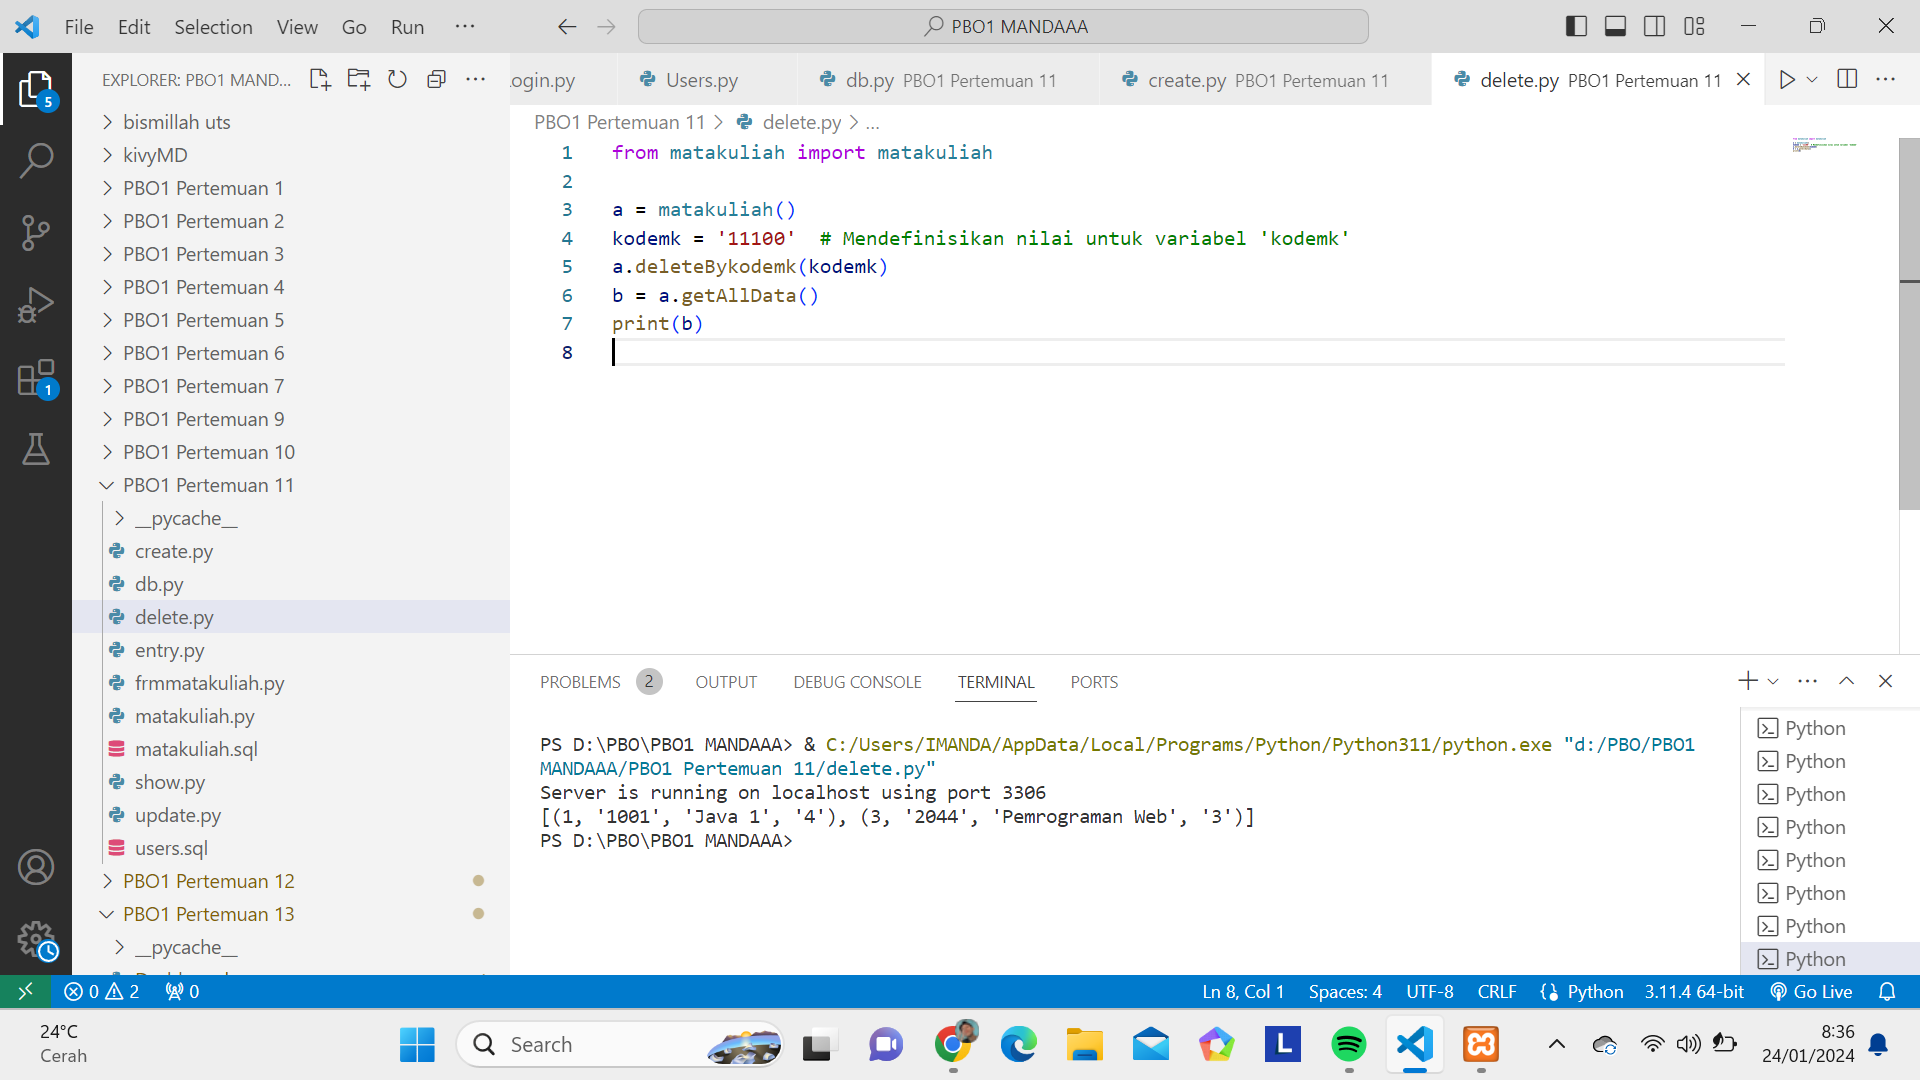 File Edit Selection View Go Run ···
PBO1 MANDAAA
EXPLORER: PBO1 MAND...
5
1
bismillah uts
kivyMD
PBO1 Pertemuan 1
PBO1 Pertemuan 2
PBO1 Pertemuan 3
PBO1 Pertemuan 4
PBO1 Pertemuan 5
PBO1 Pertemuan 6
PBO1 Pertemuan 7
PBO1 Pertemuan 9
PBO1 Pertemuan 10
PBO1 Pertemuan 11
__pycache__
create.py
db.py
delete.py
entry.py
frmmatakuliah.py
matakuliah.py
matakuliah.sql
show.py
update.py
users.sql
PBO1 Pertemuan 12
PBO1 Pertemuan 13
__pycache__
ogin.py Users.py db.py PBO1 Pertemuan 11 create.py PBO1 Pertemuan 11 delete.py PBO1 Pertemuan 11
PBO1 Pertemuan 11 > delete.py > ...
1 from matakuliah import matakuliah
2
3 a = matakuliah()
4 kodemk = '11100'  # Mendefinisikan nilai untuk variabel 'kodemk'
5 a.deleteBykodemk(kodemk)
6 b = a.getAllData()
7 print(b)
8
PROBLEMS 2 OUTPUT DEBUG CONSOLE TERMINAL PORTS
PS D:\PBO\PBO1 MANDAAA> & C:/Users/IMANDA/AppData/Local/Programs/Python/Python311/python.exe "d:/PBO/PBO1
MANDAAA/PBO1 Pertemuan 11/delete.py"
Server is running on localhost using port 3306
[(1, '1001', 'Java 1', '4'), (3, '2044', 'Pemrograman Web', '3')]
PS D:\PBO\PBO1 MANDAAA>
Python
Python
Python
Python
Python
Python
Python
Python
0 2 0 Ln 8, Col 1 Spaces: 4 UTF-8 CRLF Python 3.11.4 64-bit Go Live
24°C
Cerah
Search
L
8:36
24/01/2024